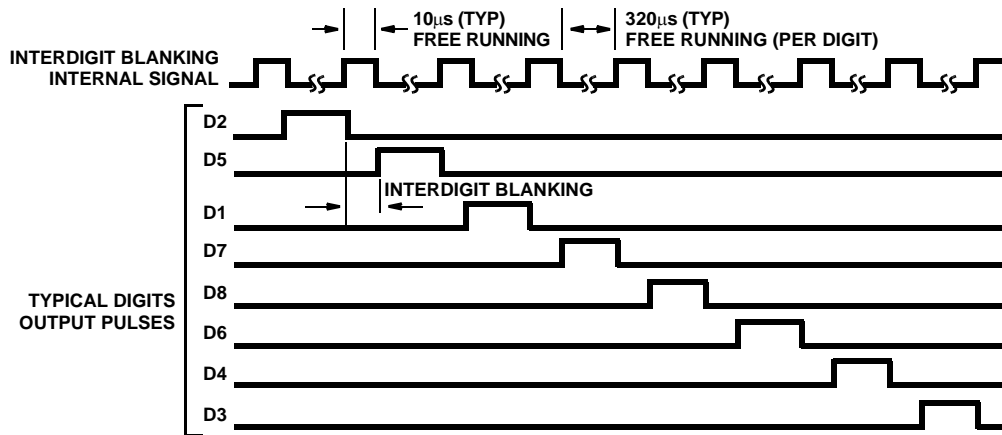 10μs (TYP)
FREE RUNNING
320μs (TYP)
FREE RUNNING (PER DIGIT)
INTERDIGIT BLANKING
INTERNAL SIGNAL
D2
D5
INTERDIGIT BLANKING
D1
D7
D8
TYPICAL DIGITS
OUTPUT PULSES
D6
D4
D3